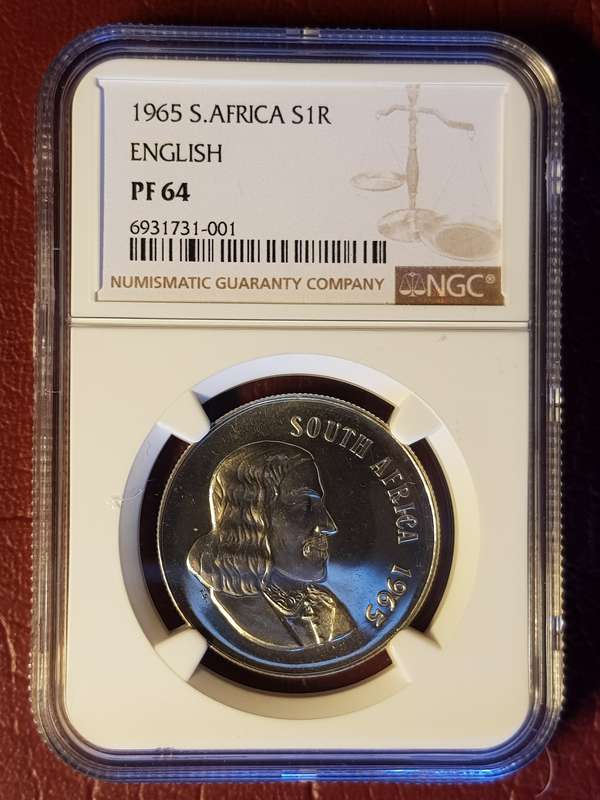 1965 S.AFRICA S1R
ENGLISH
PF 64
6931731-001
NUMISMATIC GUARANTY COMPANY
NGC®
SOUTH AFRICA 1965